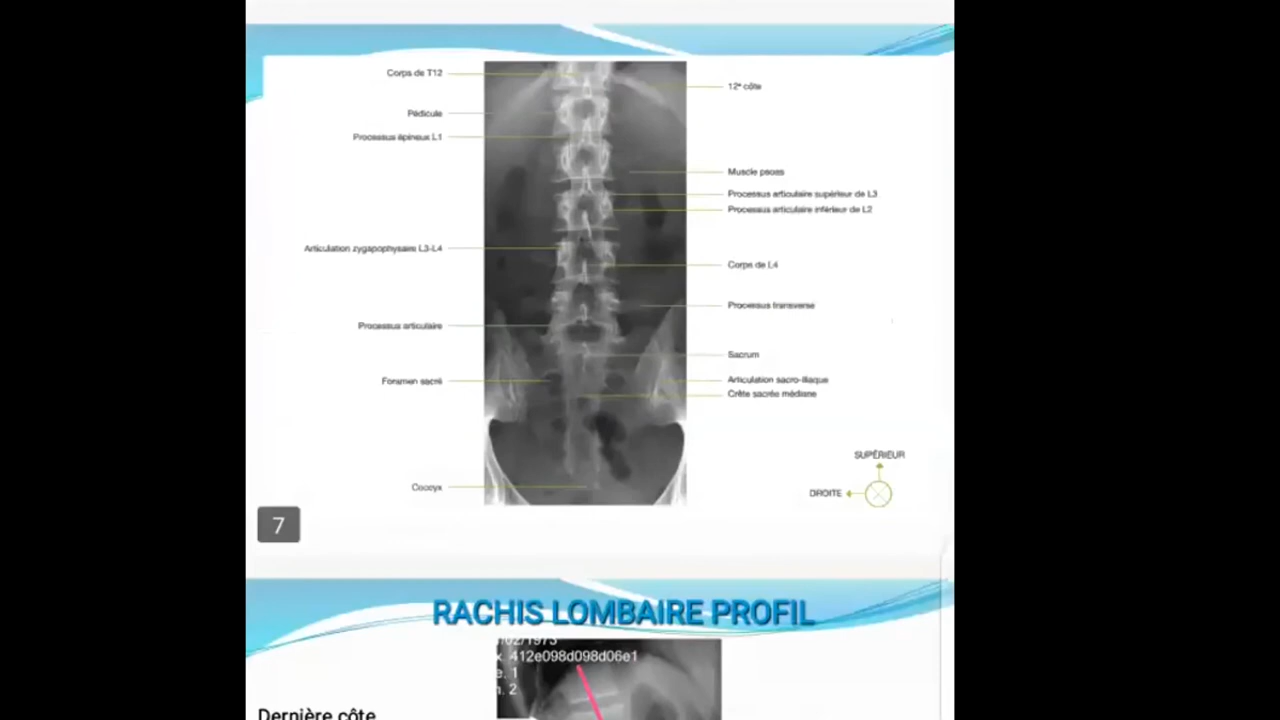 Corps de T12
12e côte
Pédicule
Processus épineux L1
Muscle psoas
Processus articulaire supérieur de L3
Processus articulaire inférieur de L2
Articulation zygapophysaire L3-L4
Corps de L4
Processus transverse
Processus articulaire
Sacrum
Foramen sacré
Articulation sacro-iliaque
Crête sacrée médiane
SUPÉRIEUR
DROITE
Coccyx
7
RACHIS LOMBAIRE PROFIL
412e098d098d06e1
1
2
Dernière côte